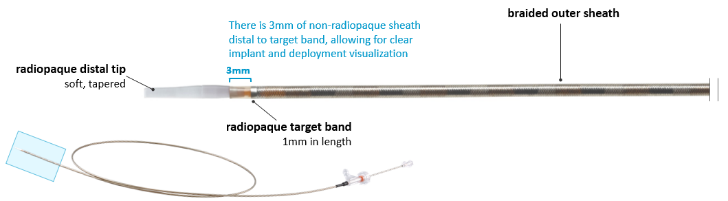 braided outer sheath
There is 3mm of non-radiopaque sheath
distal to target band, allowing for clear
implant and deployment visualization
3mm
radiopaque distal tip
soft, tapered
radiopaque target band
1mm in length